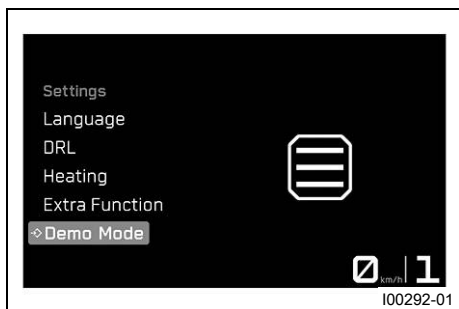 Settings
Language
DRL
Heating
Extra Function
Demo Mode
0 km/h 1
I00292-01